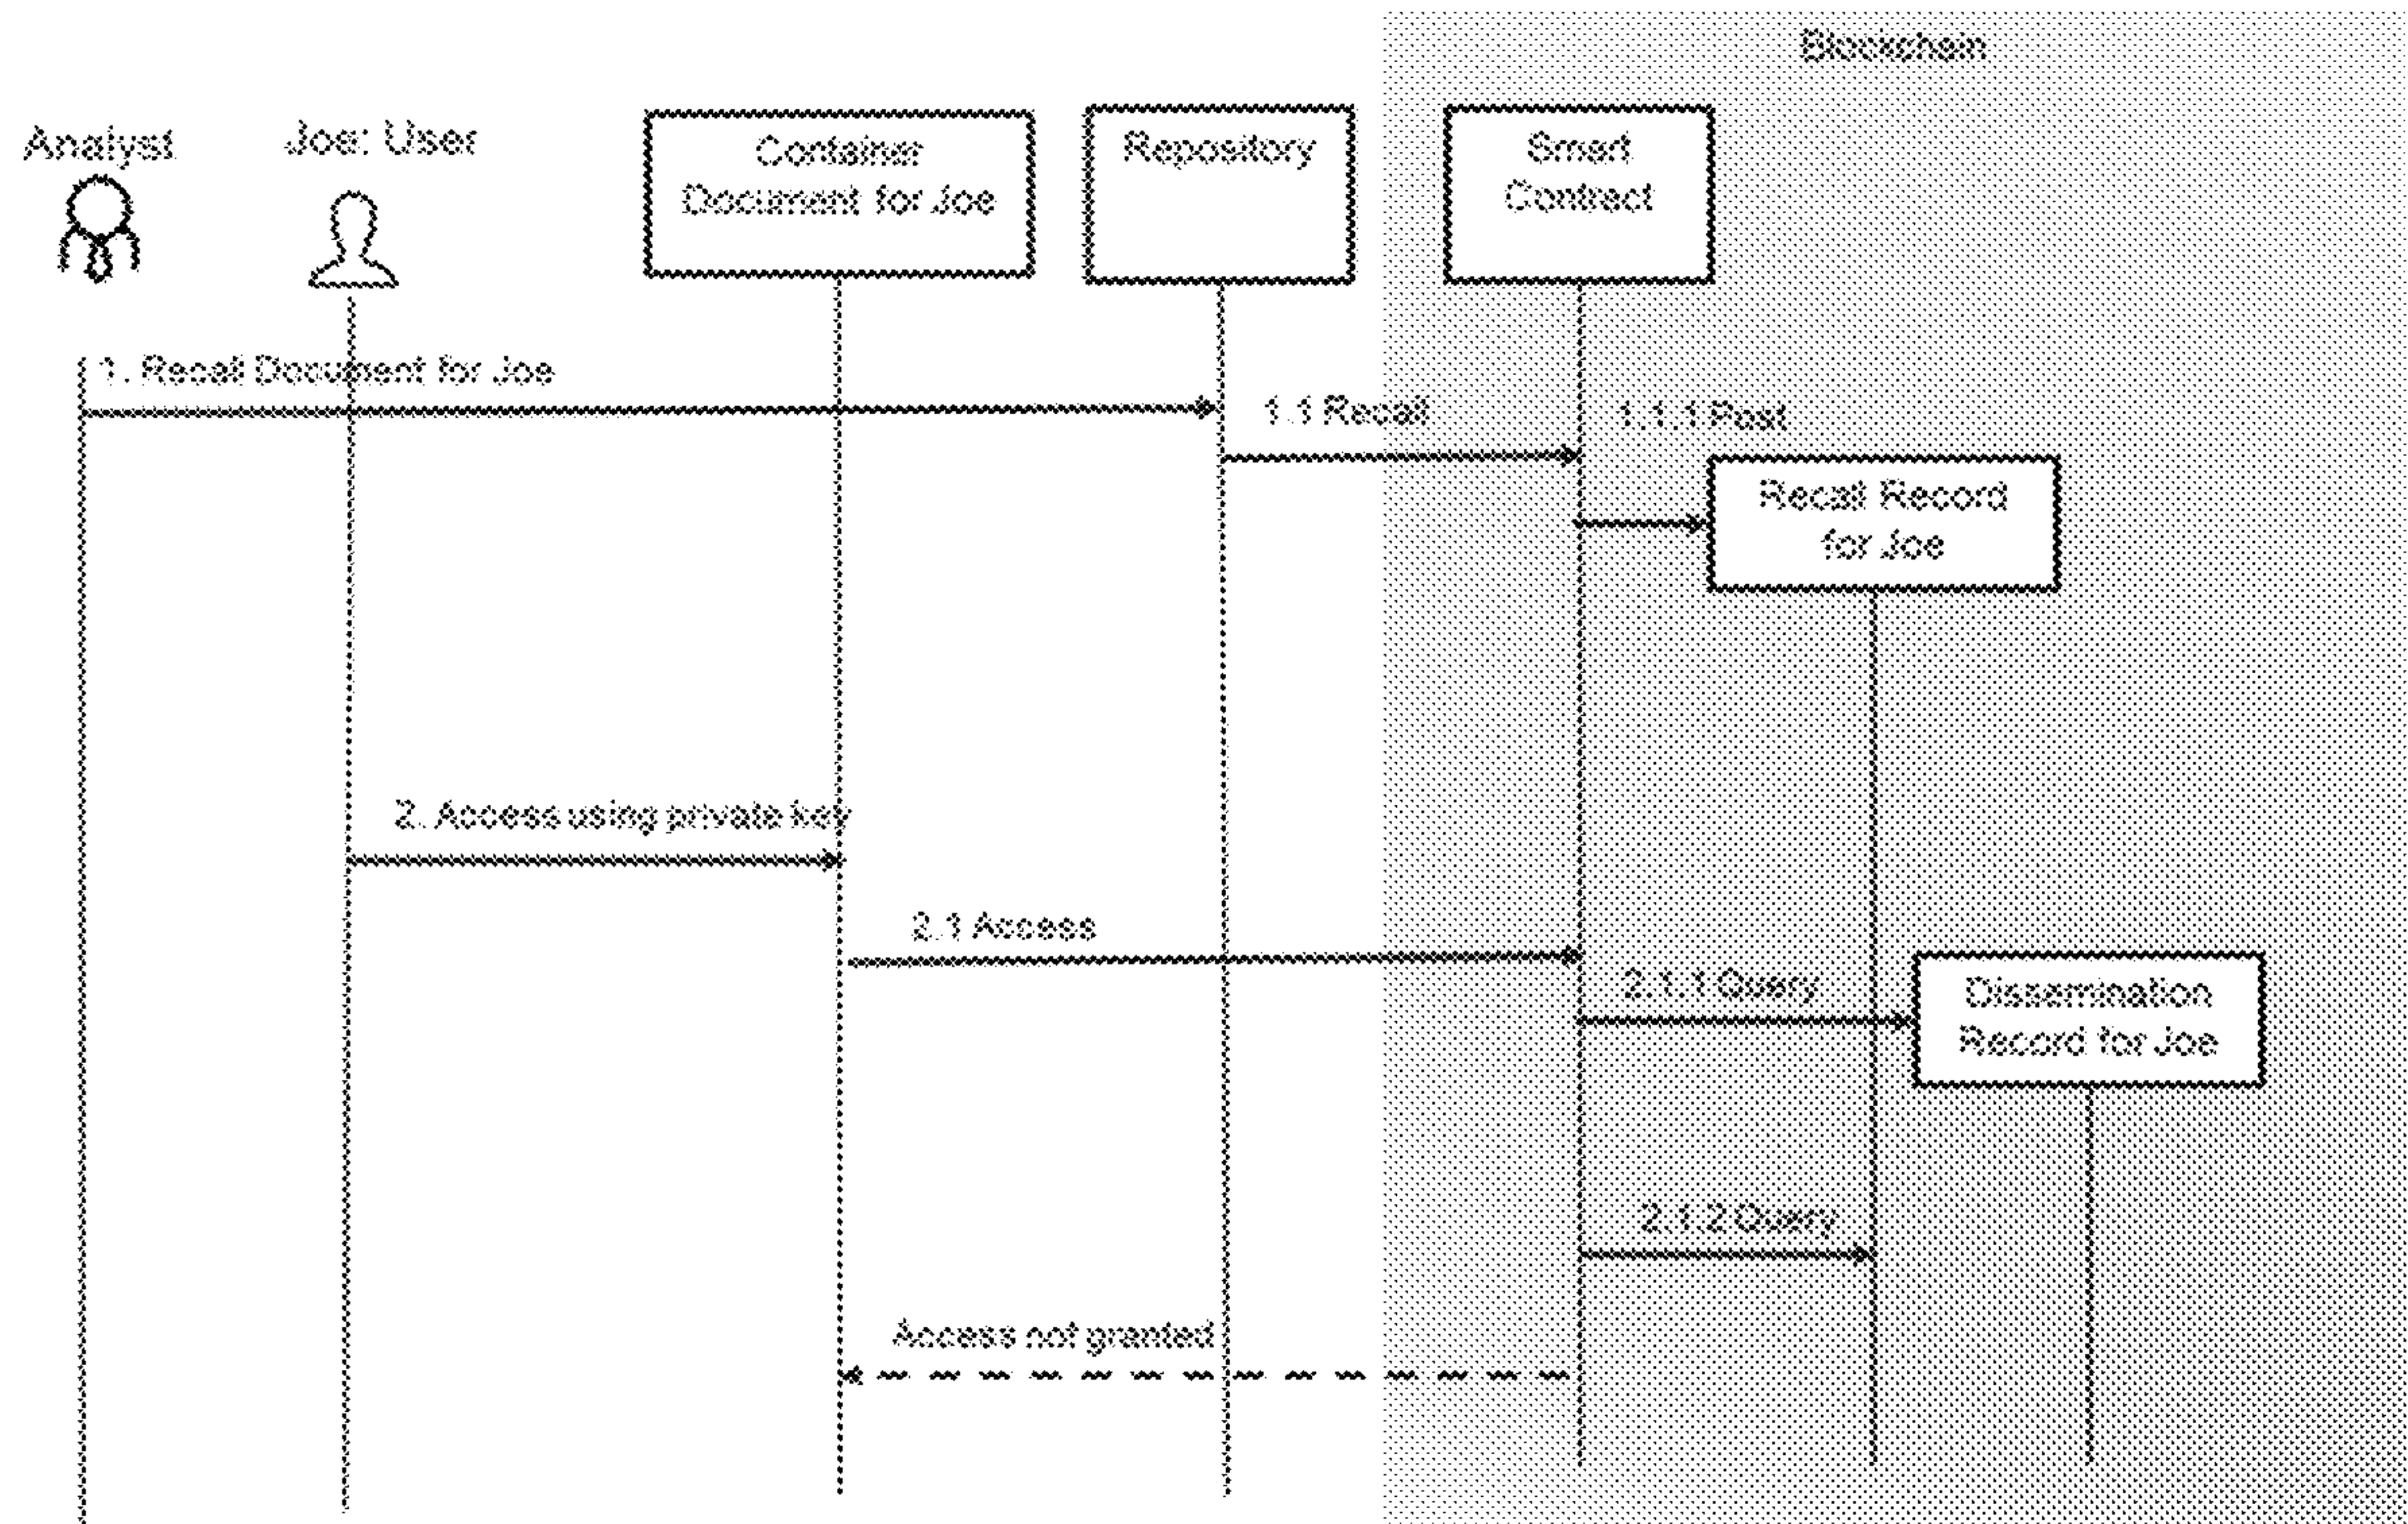 Blockchain
Analyst
Joe: User
Container
Document for Joe
Repository
Smart
Contract
1. Recall Document for Joe
1.1 Recall
1.1.1 Post
Recall Record
for Joe
2. Access using private key
2.1 Access
2.1.1 Query
Dissemination
Record for Joe
2.1.2 Query
Access not granted